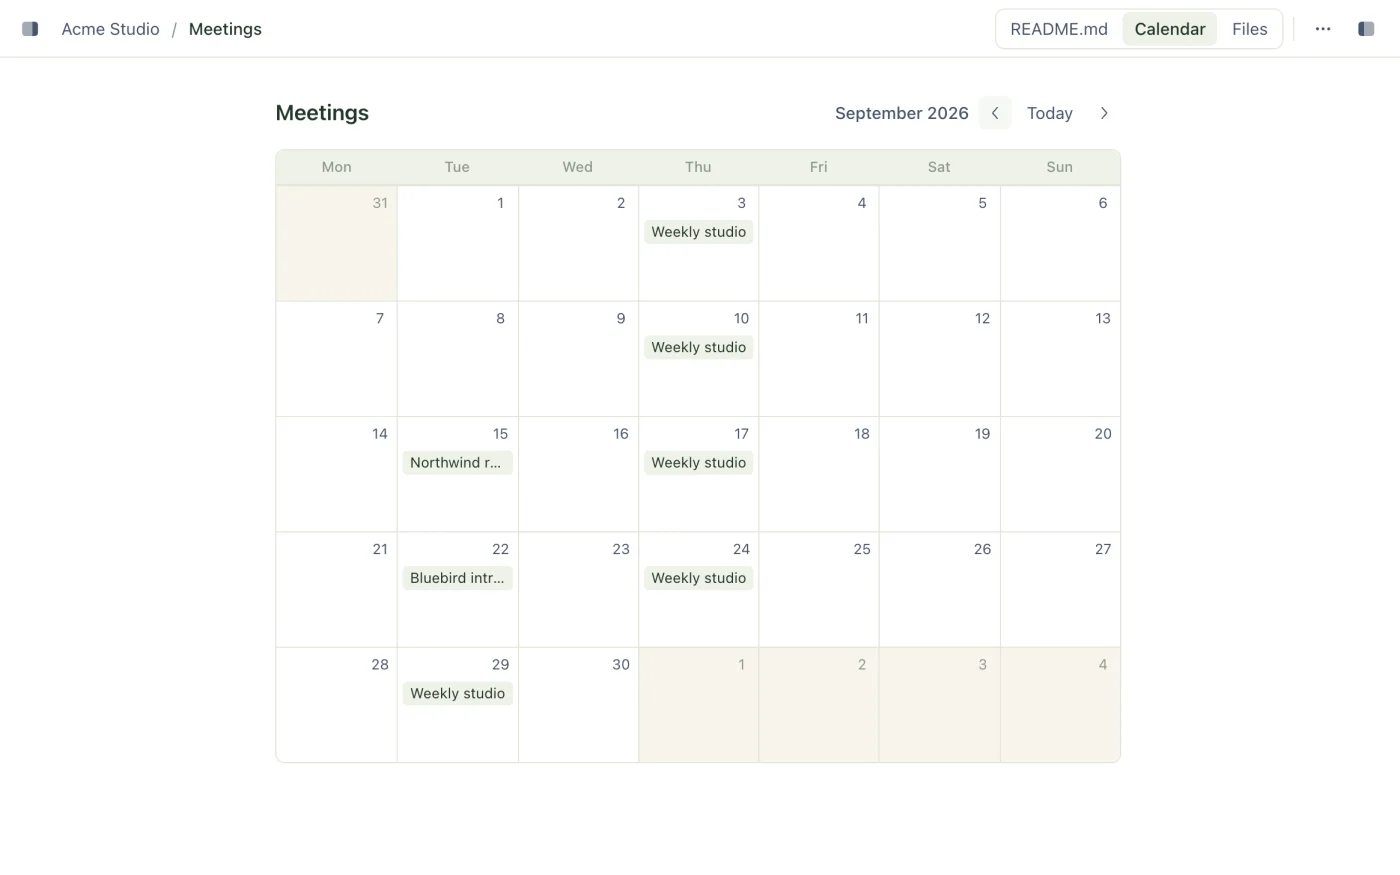 Acme Studio / Meetings
README.md Calendar Files
Meetings
September 2026 Today
Mon Tue Wed Thu Fri Sat Sun
31 1 2 3 4 5 6
Weekly studio
7 8 9 10 11 12 13
Weekly studio
14 15 16 17 18 19 20
Northwind r... Weekly studio
21 22 23 24 25 26 27
Bluebird intr... Weekly studio
28 29 30 1 2 3 4
Weekly studio